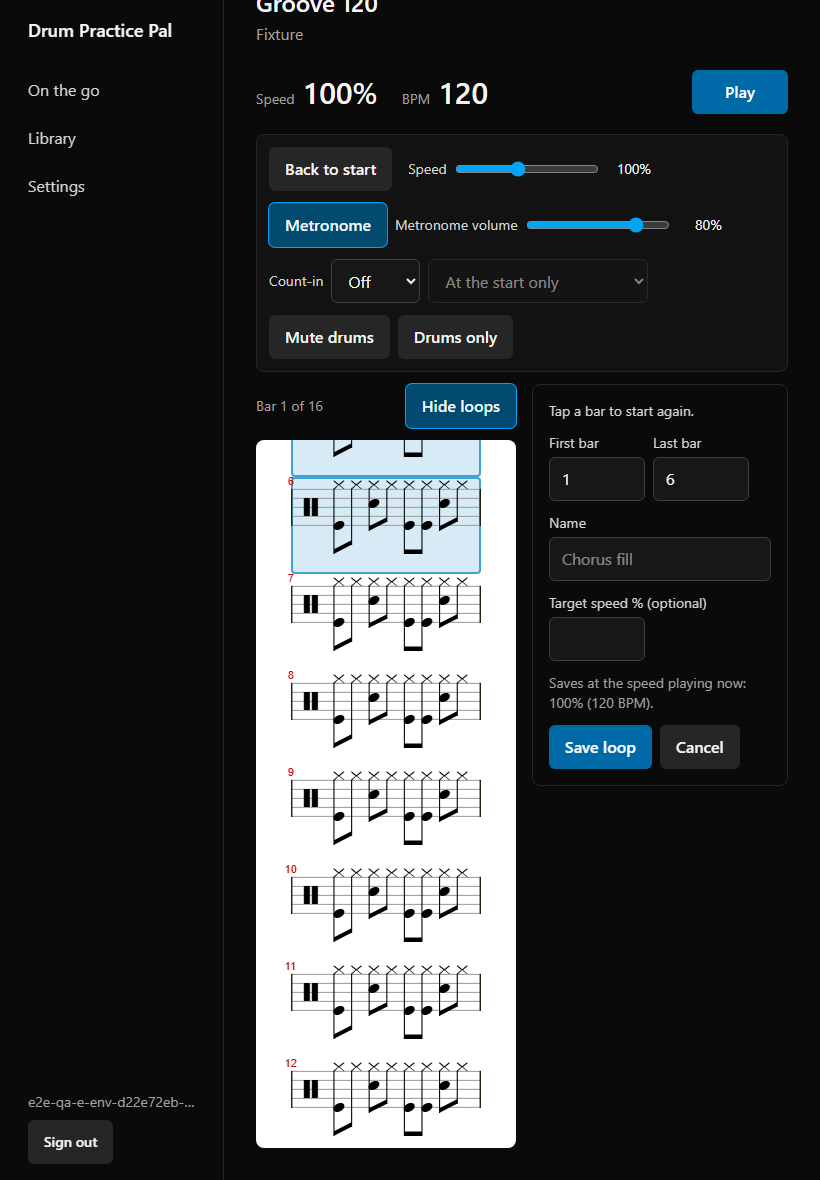 Drum Practice Pal
On the go
Library
Settings
e2e-qa-e-env-d22e72eb-...
Sign out
Groove 120
Fixture
Speed 100% BPM 120
Play
Back to start Speed 100%
Metronome Metronome volume 80%
Count-in Off At the start only
Mute drums Drums only
Bar 1 of 16 Hide loops
6
7
8
9
10
11
12
Tap a bar to start again.
First bar Last bar
1 6
Name
Chorus fill
Target speed % (optional)
Saves at the speed playing now:
100% (120 BPM).
Save loop Cancel